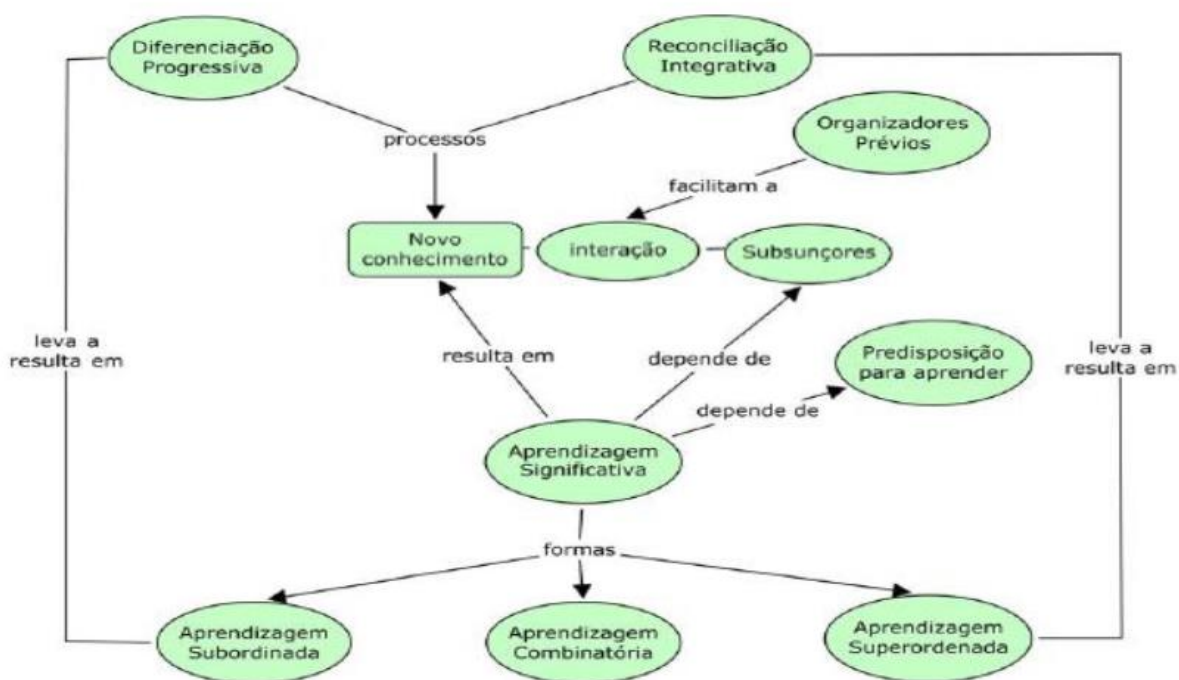 Diferenciação
Progressiva
Reconciliação
Integrativa
Organizadores
Prévios
processos
facilitam a
Novo
conhecimento
interação
Subsunçores
leva a
resulta em
resulta em
depende de
Predisposição
para aprender
leva a
resulta em
depende de
Aprendizagem
Significativa
formas
Aprendizagem
Subordinada
Aprendizagem
Combinatória
Aprendizagem
Superordenada